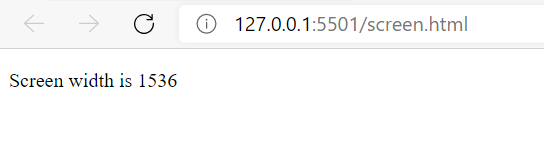 127.0.0.1:5501/screen.html
Screen width is 1536